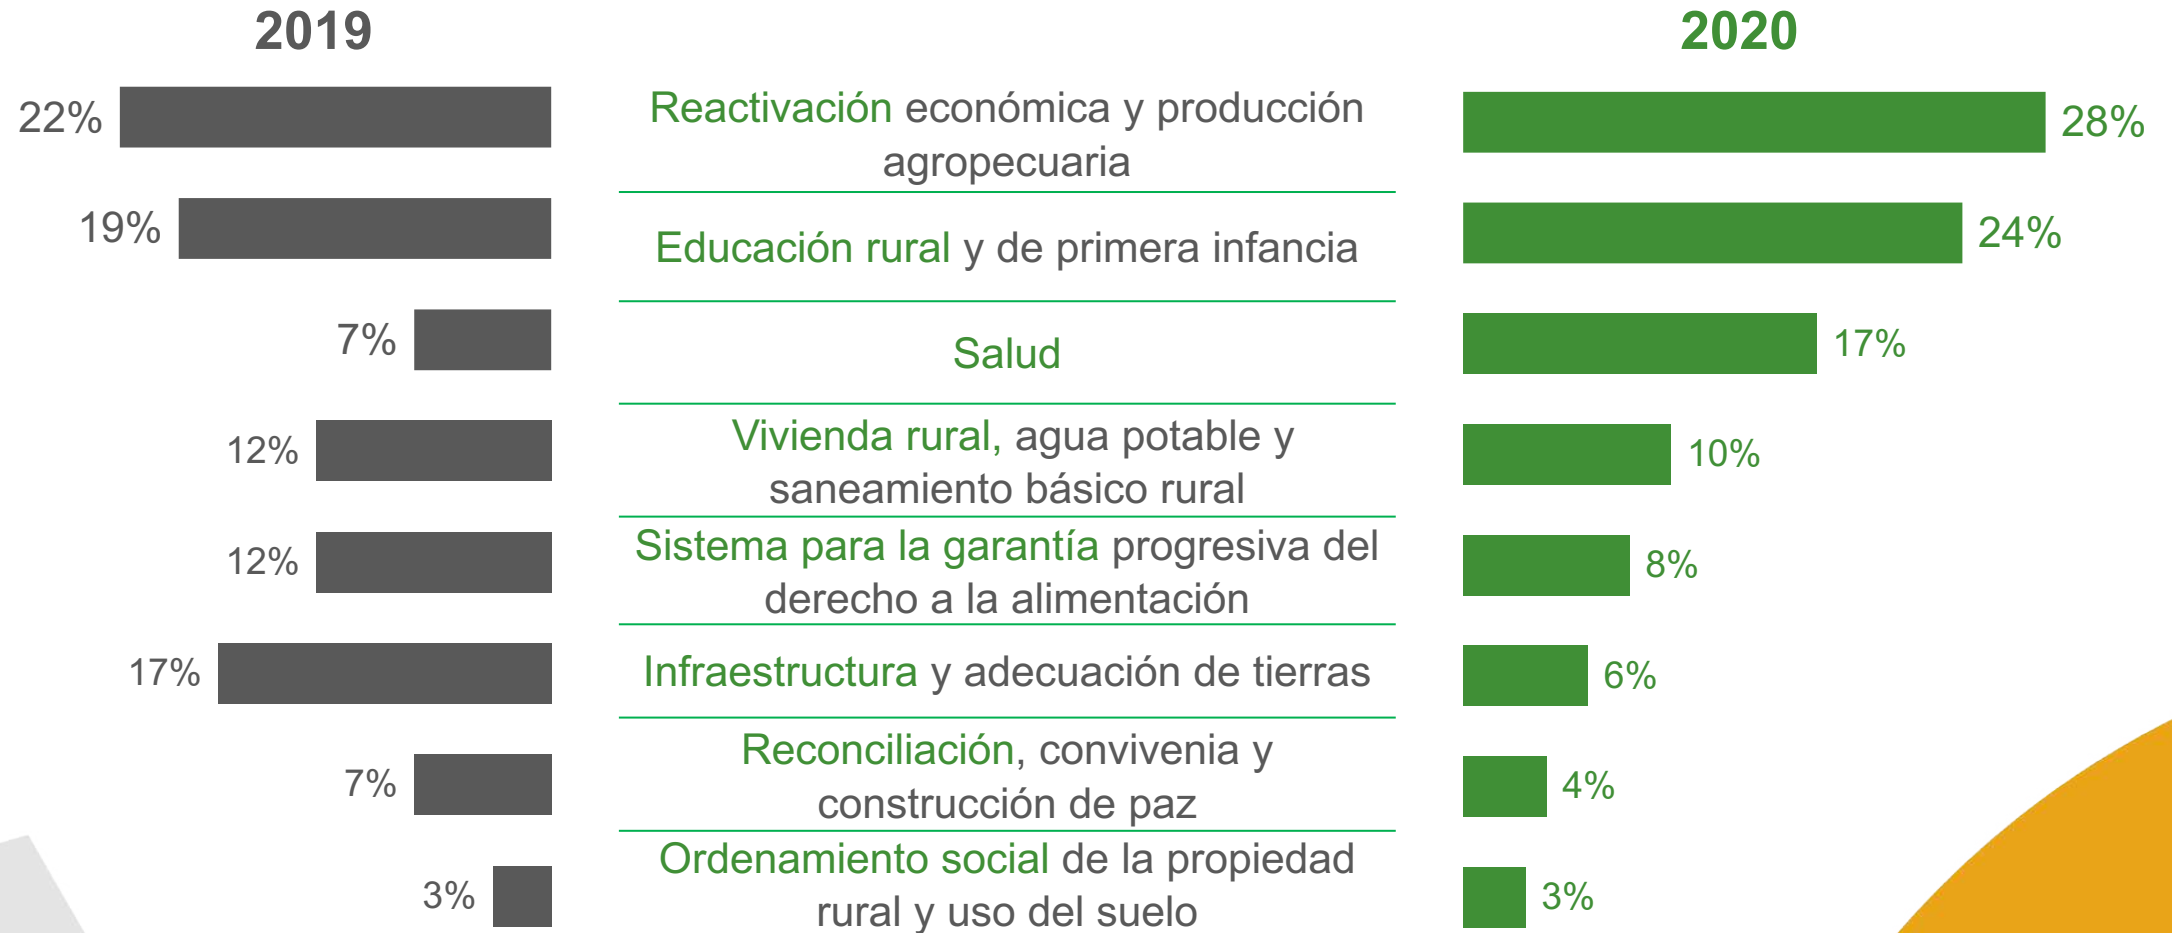 2019
2020
22%
Reactivación económica y producción
agropecuaria
28%
19%
Educación rural y de primera infancia
24%
7%
Salud
17%
12%
Vivienda rural, agua potable y
saneamiento básico rural
10%
12%
Sistema para la garantía progresiva del
derecho a la alimentación
8%
17%
Infraestructura y adecuación de tierras
6%
7%
Reconciliación, convivenia y
construcción de paz
4%
3%
Ordenamiento social de la propiedad
rural y uso del suelo
3%